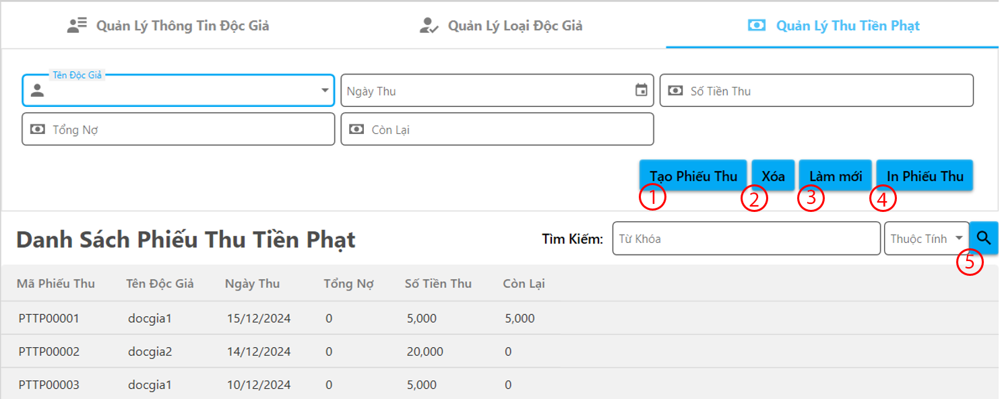 Quản Lý Thông Tin Độc Giả Quản Lý Loại Độc Giả Quản Lý Thu Tiền Phạt
Tên Độc Giả
Ngày Thu Số Tiền Thu
Tổng Nợ Còn Lại
Tạo Phiếu Thu Xóa Làm mới In Phiếu Thu
1 2 3 4
Danh Sách Phiếu Thu Tiền Phạt Tìm Kiếm: Từ Khóa Thuộc Tính
5
Mã Phiếu Thu Tên Độc Giả Ngày Thu Tổng Nợ Số Tiền Thu Còn Lại
PTTP00001 docgia1 15/12/2024 0 5,000 5,000
PTTP00002 docgia2 14/12/2024 0 20,000 0
PTTP00003 docgia1 10/12/2024 0 5,000 0